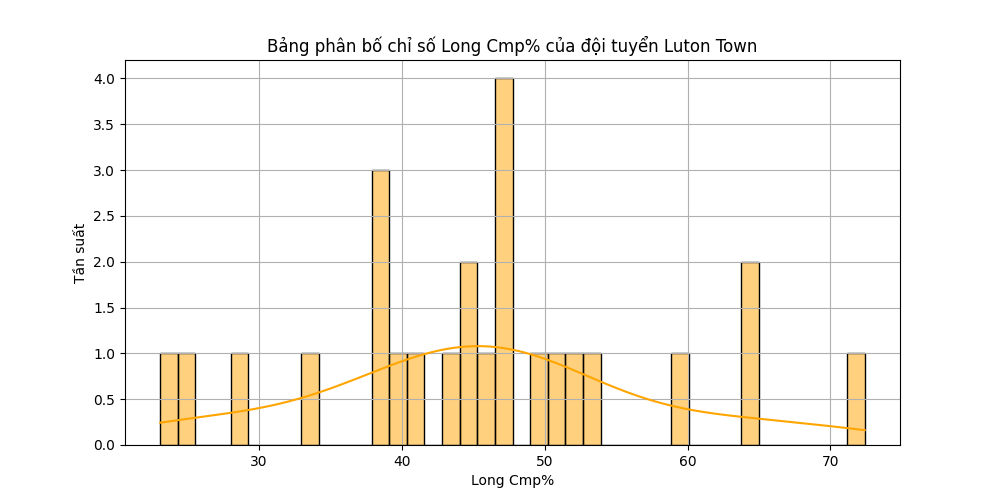 Bảng phân bố chỉ số Long Cmp% của đội tuyển Luton Town
4.0
3.5
3.0
2.5
2.0
1.5
1.0
0.5
0.0
Tần suất
30 40 50 60 70
Long Cmp%